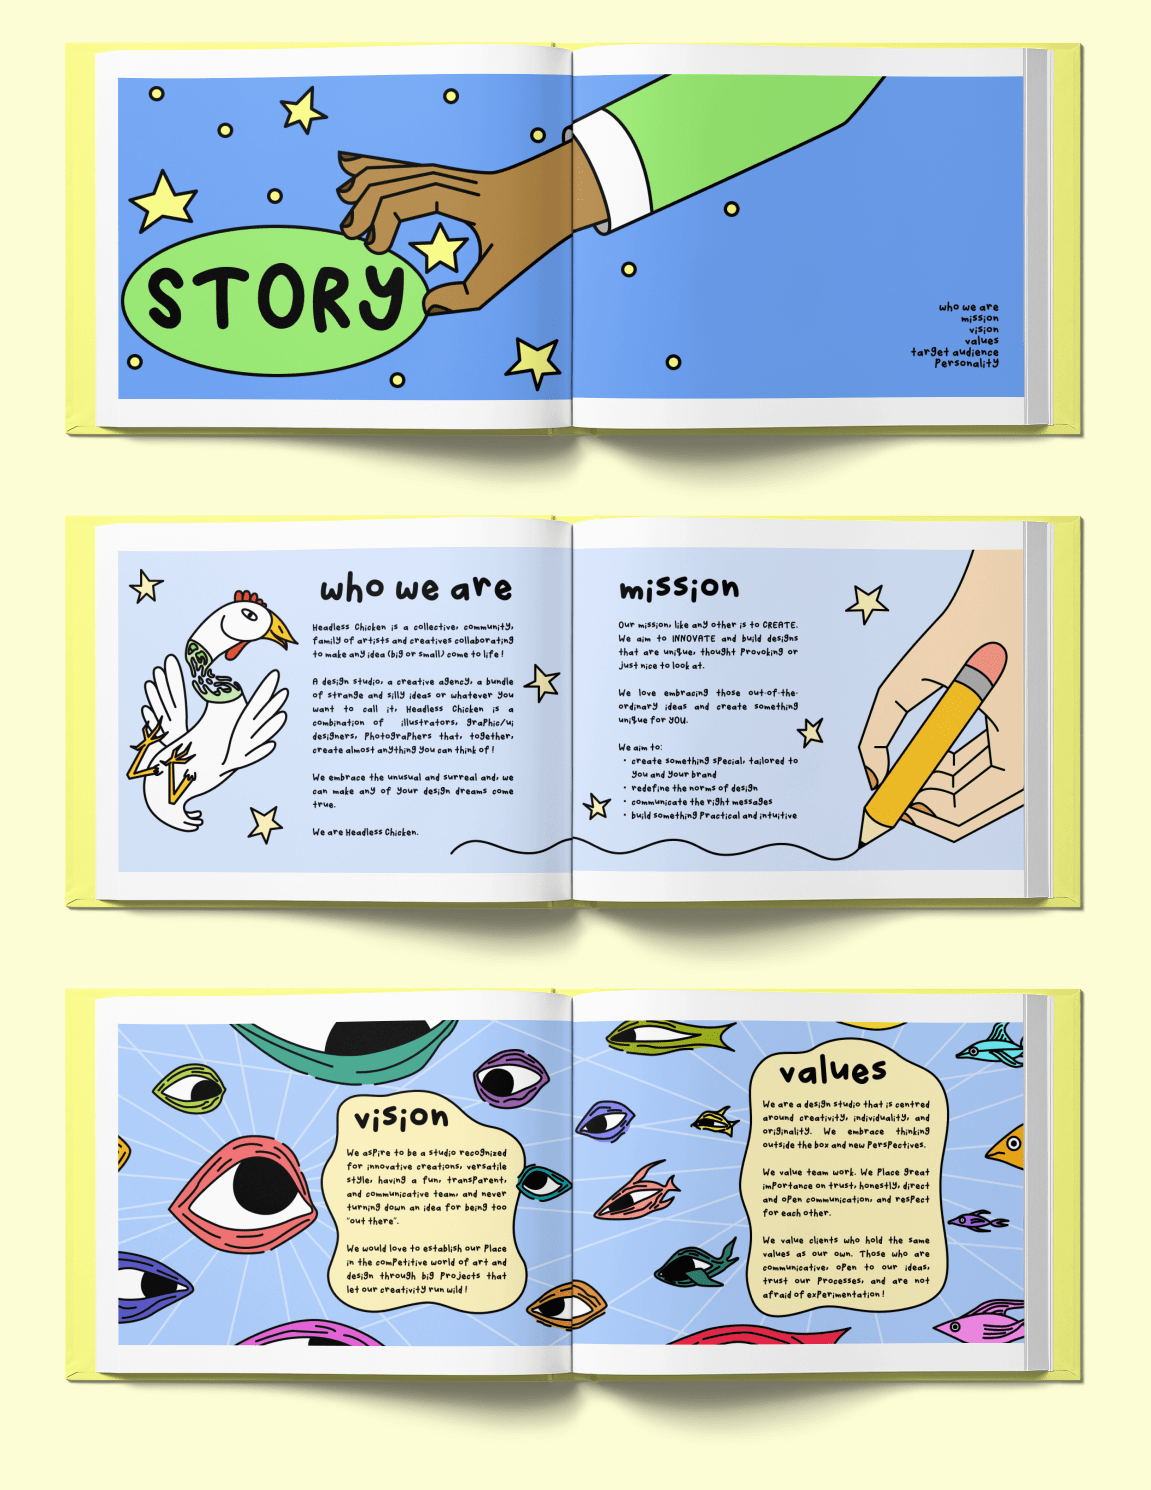 STORY
who we are
mission
vision
values
target audience
personality
who we are
Headless Chicken is a collective, community,
family of artists and creatives collaborating
to make any idea (big or small) come to life!
A design studio, a creative agency, a bundle
of strange and silly ideas or whatever you
want to call it, Headless Chicken is a
combination of illustrators, graphic/ui
designers, photographers that, together,
create almost anything you can think of!
We embrace the unusual and surreal and, we
can make any of your design dreams come
true.
We are Headless Chicken.
mission
Our mission, like any other is to CREATE.
We aim to INNOVATE and build designs
that are unique, thought provoking or
just nice to look at.
We love embracing those out-of-the-
ordinary ideas and create something
unique for YOU.
We aim to:
• create something special, tailored to
you and your brand
• redefine the norms of design
• communicate the right messages
• build something practical and intuitive
vision
We aspire to be a studio recognized
for innovative creations, versatile
style, having a fun, transparent,
and communicative team, and never
turning down an idea for being too
"out there".
We would love to establish our place
in the competitive world of art and
design through big projects that
let our creativity run wild!
values
We are a design studio that is centred
around creativity, individuality, and
originality. We embrace thinking
outside the box and new perspectives.
We value team work. We place great
importance on trust, honestly, direct
and open communication, and respect
for each other.
We value clients who hold the same
values as our own. Those who are
communicative, open to our ideas,
trust our processes, and are not
afraid of experimentation!